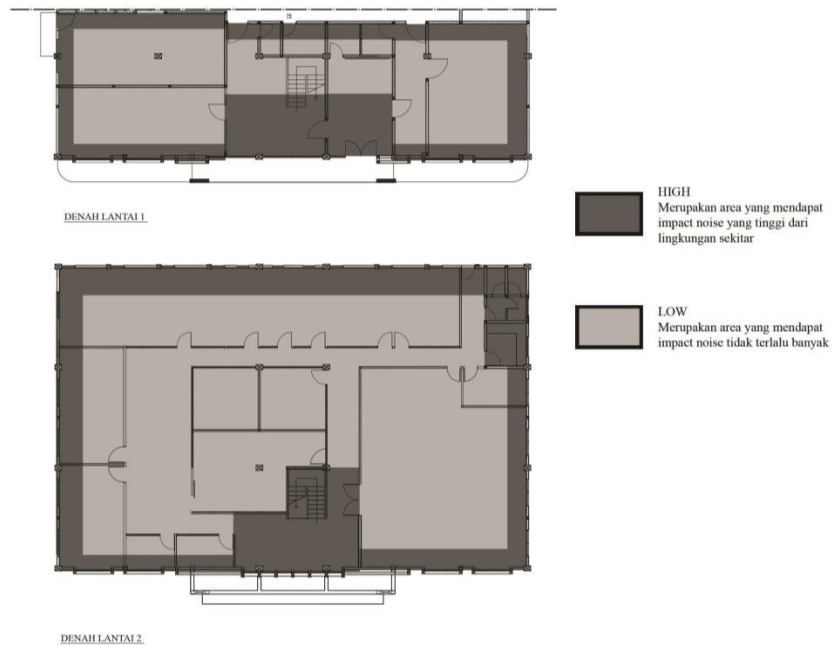 DENAH LANTAI 1
HIGH
Merupakan area yang mendapat
impact noise yang tinggi dari
lingkungan sekitar
LOW
Merupakan area yang mendapat
impact noise tidak terlalu banyak
DENAH LANTAI 2